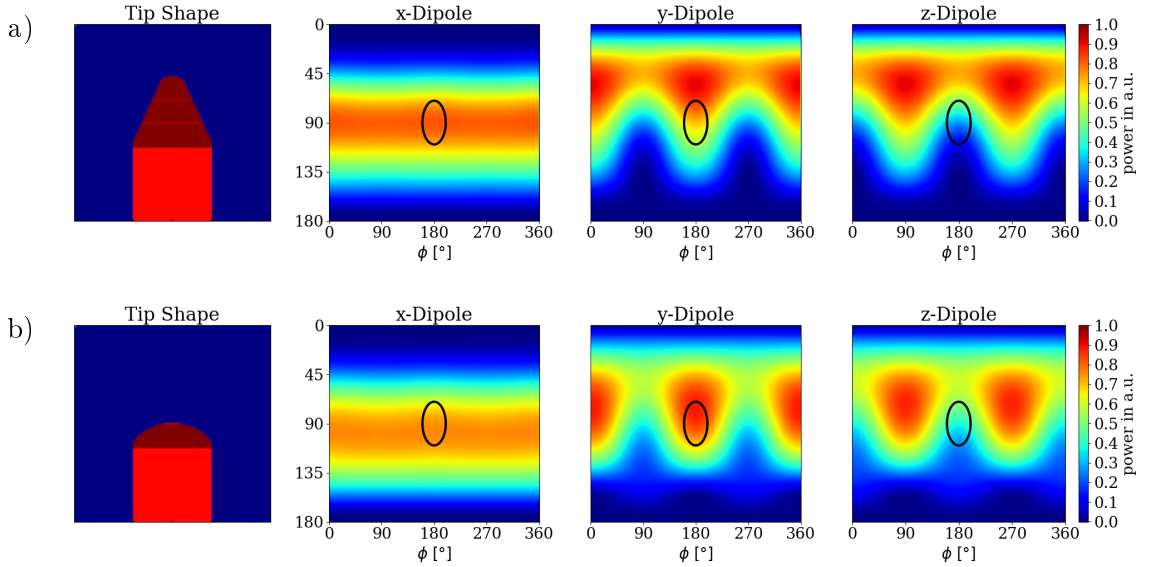 a)
Tip Shape
x-Dipole
y-Dipole
z-Dipole
0
45
90
135
180
0 90 180 270 360
0 90 180 270 360
0 90 180 270 360
ϕ [°]
ϕ [°]
ϕ [°]
1.0
0.9
0.8
0.7
0.6
0.5
0.4
0.3
0.2
0.1
0.0
power in a.u.
b)
Tip Shape
x-Dipole
y-Dipole
z-Dipole
0
45
90
135
180
0 90 180 270 360
0 90 180 270 360
0 90 180 270 360
ϕ [°]
ϕ [°]
ϕ [°]
1.0
0.9
0.8
0.7
0.6
0.5
0.4
0.3
0.2
0.1
0.0
power in a.u.